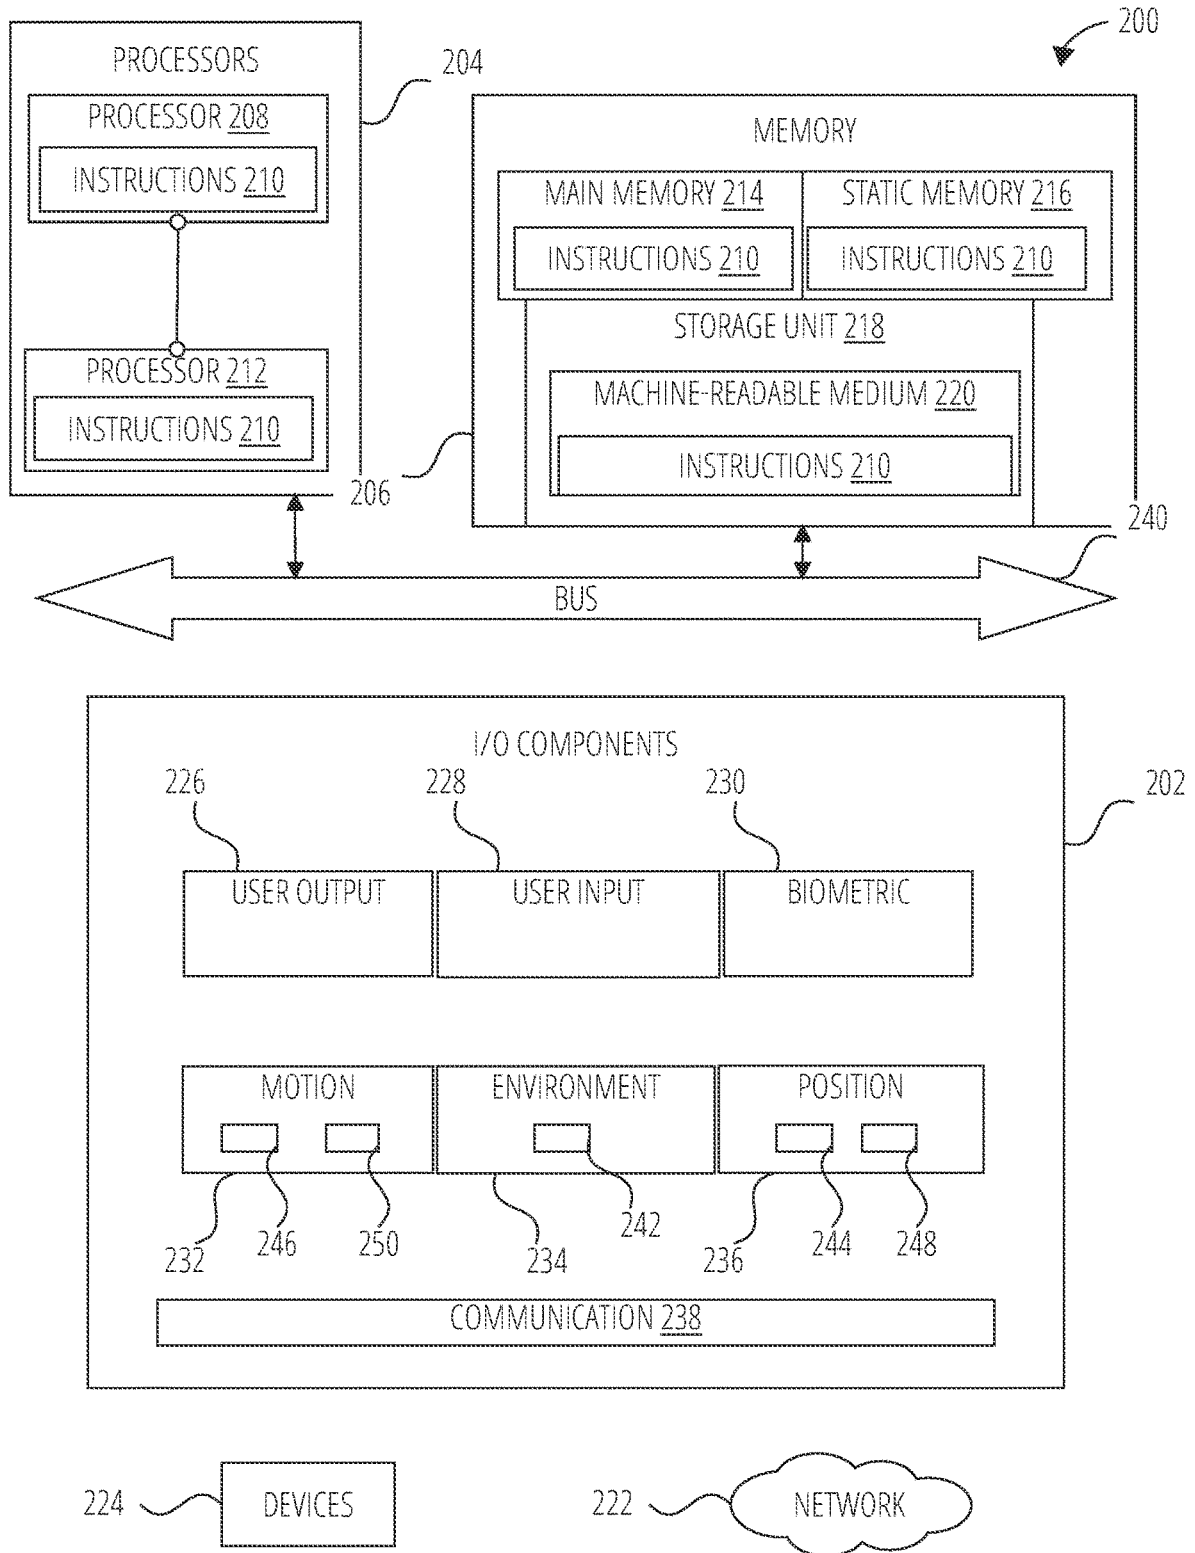 200
PROCESSORS
204
PROCESSOR 208
INSTRUCTIONS 210
PROCESSOR 212
INSTRUCTIONS 210
MEMORY
MAIN MEMORY 214
STATIC MEMORY 216
INSTRUCTIONS 210
INSTRUCTIONS 210
STORAGE UNIT 218
MACHINE-READABLE MEDIUM 220
INSTRUCTIONS 210
206
240
BUS
I/O COMPONENTS
202
226
228
230
USER OUTPUT
USER INPUT
BIOMETRIC
MOTION
ENVIRONMENT
POSITION
232
246
250
234
242
236
244
248
COMMUNICATION 238
224
DEVICES
222
NETWORK